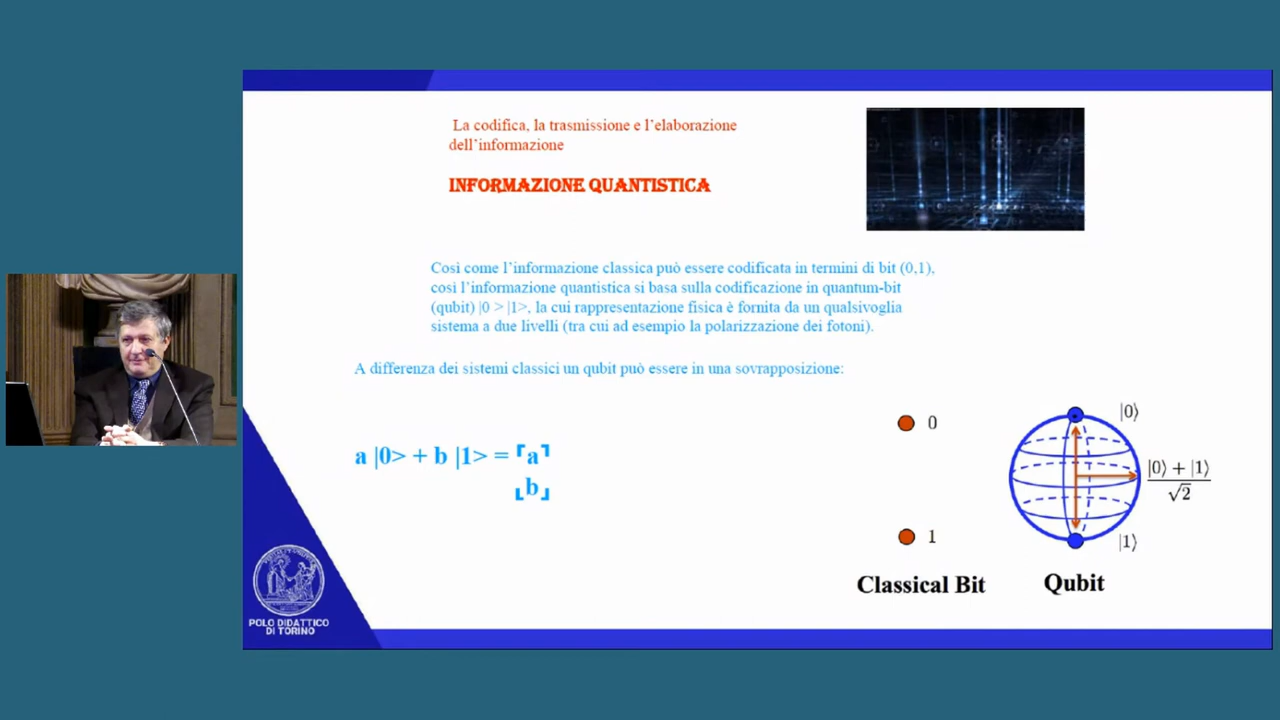 La codifica, la trasmissione e l’elaborazione
dell’informazione
INFORMAZIONE QUANTISTICA
Così come l’informazione classica può essere codificata in termini di bit (0,1),
così l’informazione quantistica si basa sulla codificazione in quantum-bit
(qubit) |0 > |1>, la cui rappresentazione fisica è fornita da un qualsivoglia
sistema a due livelli (tra cui ad esempio la polarizzazione dei fotoni).
A differenza dei sistemi classici un qubit può essere in una sovrapposizione:
a |0> + b |1> = ⌜a⌝
⌞b⌟
0
1
Classical Bit
|0⟩
|0⟩ + |1⟩
√2
|1⟩
Qubit
POLO DIDATTICO
DI TORINO